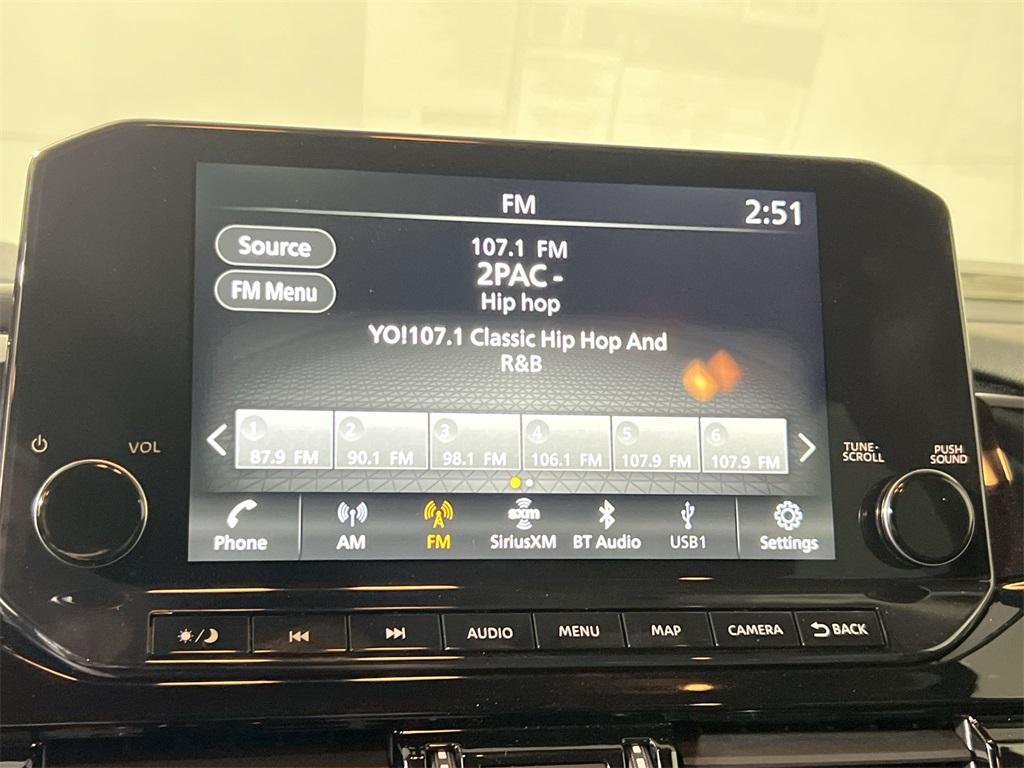 FM
2:51
Source
107.1 FM
2PAC -
FM Menu
Hip hop
YO!107.1 Classic Hip Hop And
R&B
1 2 3 4 5 6
87.9 FM 90.1 FM 98.1 FM 106.1 FM 107.9 FM 107.9 FM
VOL
TUNE-
SCROLL
PUSH
SOUND
sxm
Phone AM FM SiriusXM BT Audio USB1 Settings
AUDIO MENU MAP CAMERA BACK